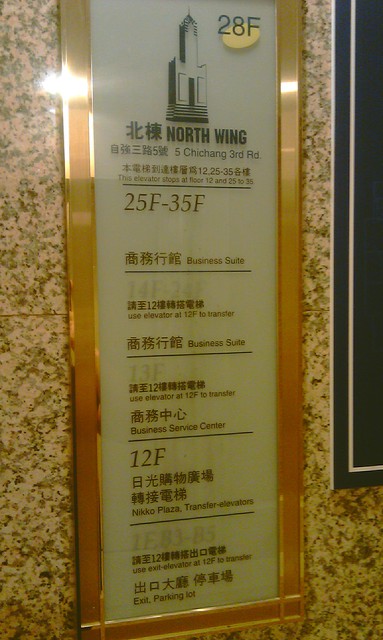 28F
北棟 NORTH WING
自強三路5號 5 Chichang 3rd Rd.
本電梯到達樓層為12,25-35各樓
This elevator stops at floor 12 and 25 to 35
25F-35F
商務行館 Business Suite
14F-24F
請至12樓轉搭電梯
use elevator at 12F to transfer
商務行館 Business Suite
13F
請至12樓轉搭電梯
use elevator at 12F to transfer
商務中心
Business Service Center
12F
日光購物廣場
轉接電梯
Nikko Plaza, Transfer-elevators
1F,B3-B5
請至12樓轉搭出口電梯
use exit-elevator at 12F to transfer
出口大廳 停車場
Exit, Parking lot